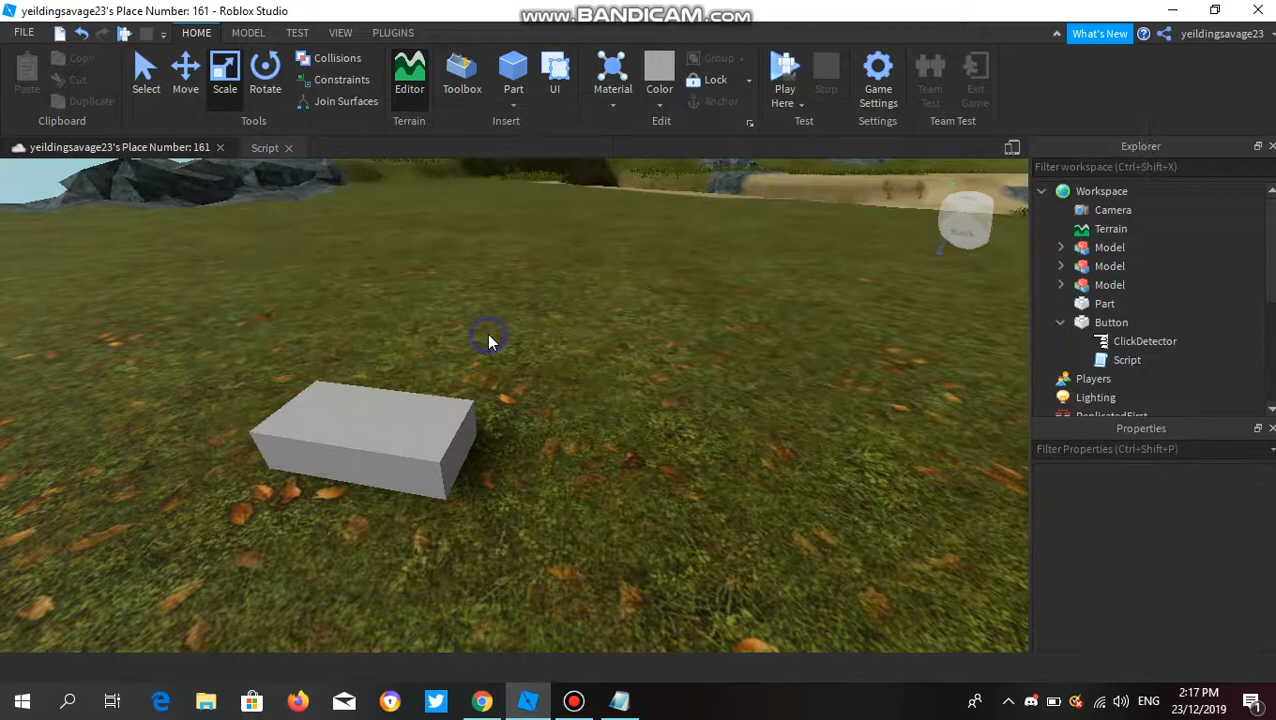 yeildingsavage23's Place Number: 161 - Roblox Studio
www.BANDICAM.com
FILE HOME MODEL TEST VIEW PLUGINS
What's New yeildingsavage23
Paste Copy Cut Duplicate
Select Move Scale Rotate
Collisions
Constraints
Join Surfaces
Editor
Toolbox Part UI
Material Color
Group
Lock
Anchor
Play Here Stop
Game Settings
Team Test Exit Game
Clipboard Tools Terrain Insert Edit Test Settings Team Test
yeildingsavage23's Place Number: 161 Script
Explorer
Filter workspace (Ctrl+Shift+X)
Workspace
Camera
Terrain
Model
Model
Model
Part
Button
ClickDetector
Script
Players
Lighting
ReplicatedFirst
Back
Properties
Filter Properties (Ctrl+Shift+P)
ENG
2:17 PM
23/12/2019